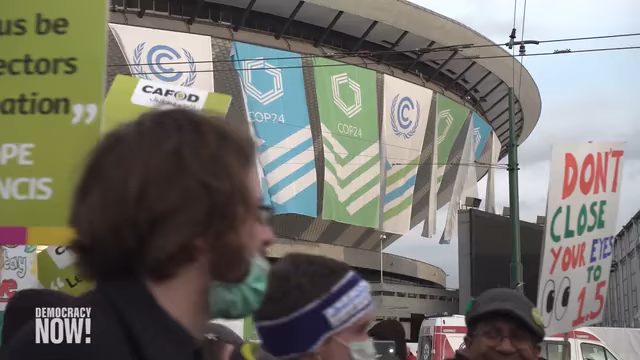 us be
ectors
ation”
PE
NCIS
CAFOD
COP24
COP24
DON'T
CLOSE
YOUR EYES
TO
1.5
DEMOCRACY
NOW!